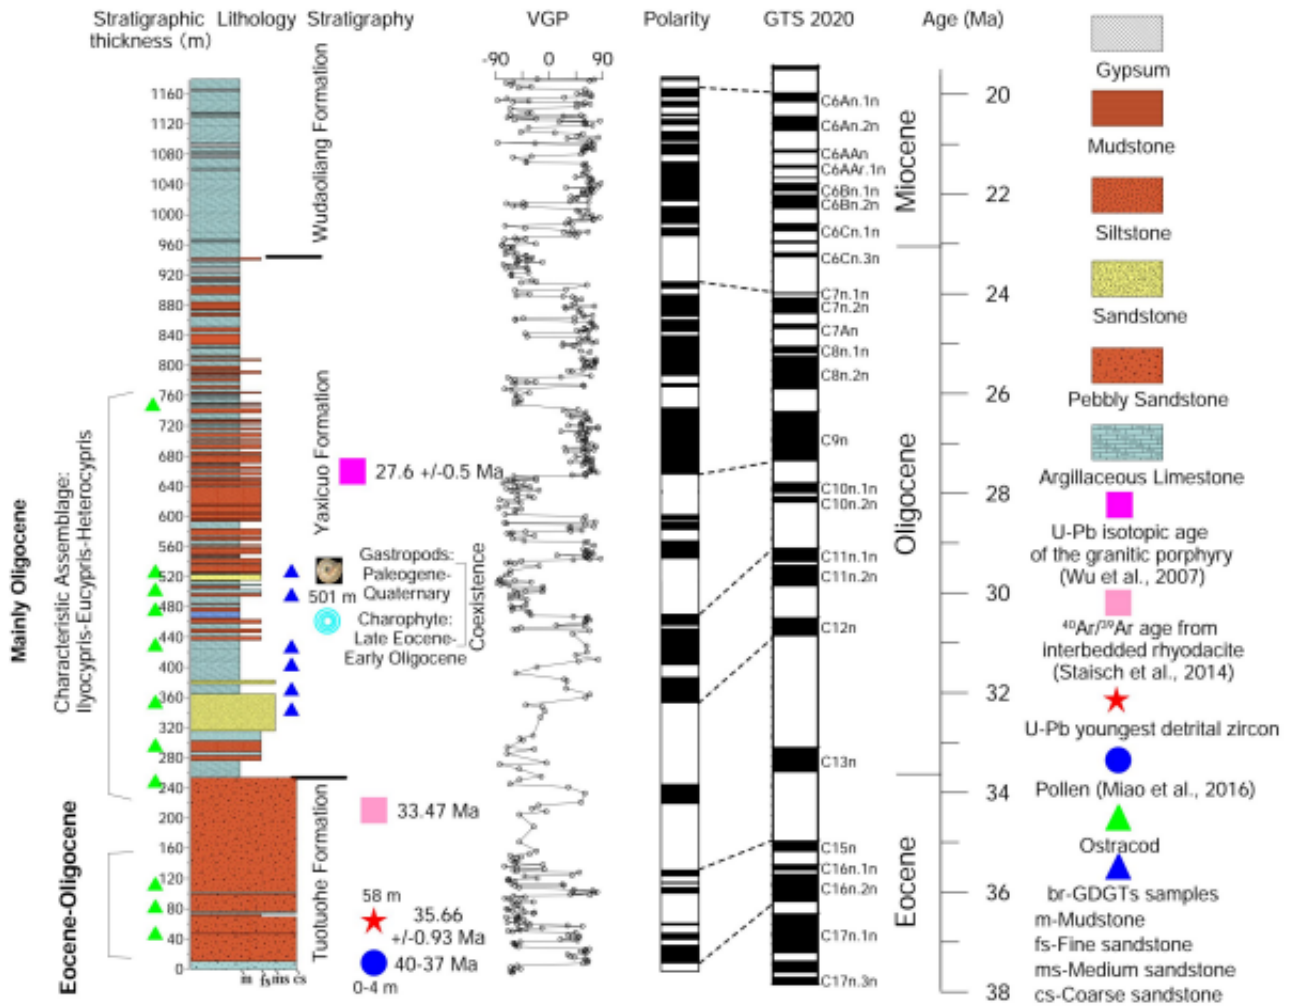 Stratigraphic Lithology Stratigraphy VGP Polarity GTS 2020 Age (Ma)
thickness (m)
-90 0 90
1160
1120
1080
1040
1000
960
920
880
840
800
760
720
680
640
600
560
520
480
440
400
360
320
280
240
200
160
120
80
40
0
m fs ms cs
Mainly Oligocene
Characteristic Assemblage:
Ilyocypris-Eucypris-Heterocypris
Eocene-Oligocene
Wudaoliang Formation
Yaxicuo Formation
Tuotuohe Formation
27.6 +/-0.5 Ma
Gastropods:
Paleogene-
Quaternary
501 m
Charophyte:
Late Eocene-
Early Oligocene
Coexistence
33.47 Ma
58 m
35.66
+/-0.93 Ma
40-37 Ma
0-4 m
C6An.1n
C6An.2n
C6AAn
C6AAr.1n
C6Bn.1n
C6Bn.2n
C6Cn.1n
C6Cn.3n
C7n.1n
C7n.2n
C7An
C8n.1n
C8n.2n
C9n
C10n.1n
C10n.2n
C11n.1n
C11n.2n
C12n
C13n
C15n
C16n.1n
C16n.2n
C17n.1n
C17n.3n
Miocene
Oligocene
Eocene
20
22
24
26
28
30
32
34
36
38
Gypsum
Mudstone
Siltstone
Sandstone
Pebbly Sandstone
Argillaceous Limestone
U-Pb isotopic age
of the granitic porphyry
(Wu et al., 2007)
⁴⁰Ar/³⁹Ar age from
interbedded rhyodacite
(Staisch et al., 2014)
U-Pb youngest detrital zircon
Pollen (Miao et al., 2016)
Ostracod
br-GDGTs samples
m-Mudstone
fs-Fine sandstone
ms-Medium sandstone
cs-Coarse sandstone